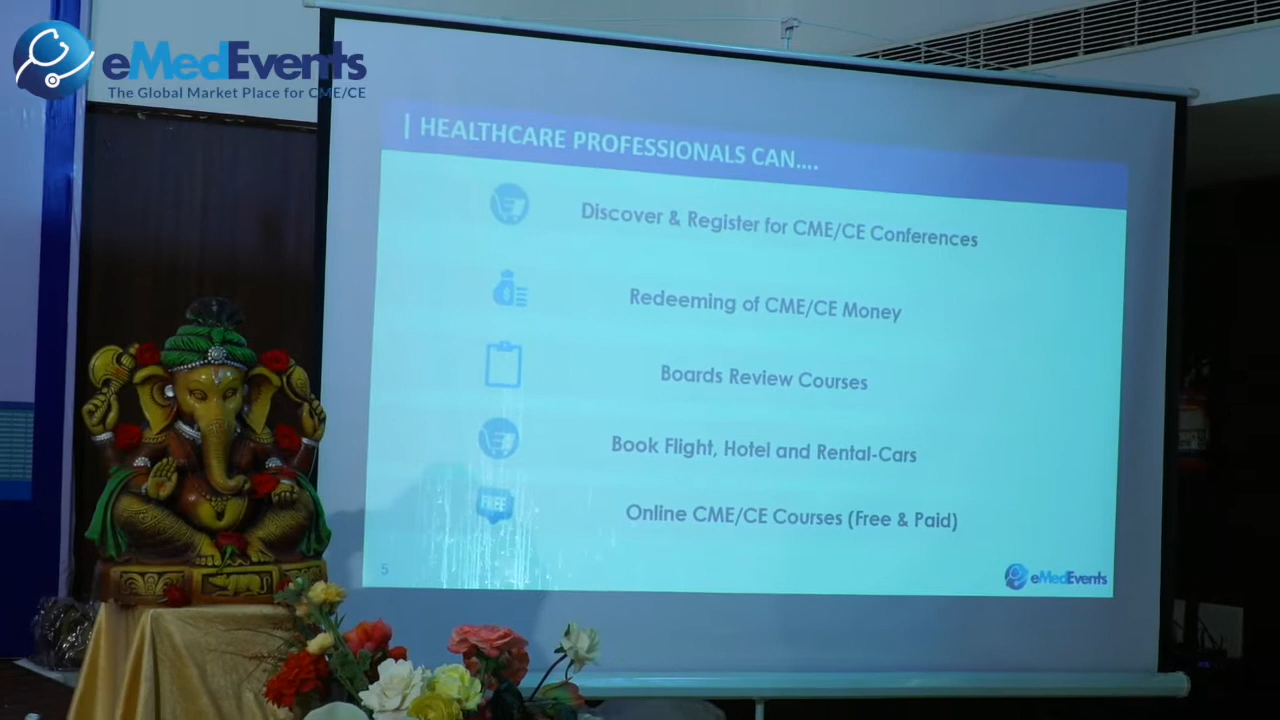 eMedEvents
The Global Market Place for CME/CE
| HEALTHCARE PROFESSIONALS CAN....
Discover & Register for CME/CE Conferences
Redeeming of CME/CE Money
Boards Review Courses
Book Flight, Hotel and Rental-Cars
FREE
Online CME/CE Courses (Free & Paid)
5
eMedEvents